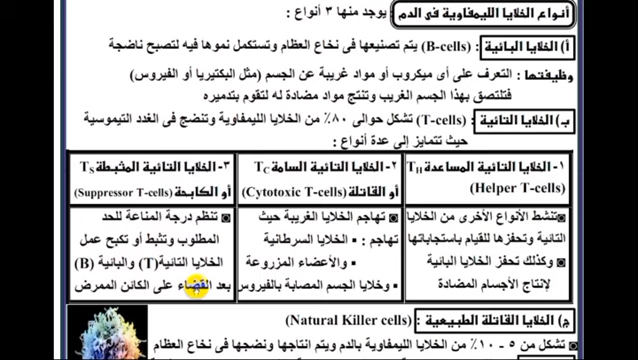 أنواع الخلايا الليمفاوية فى الدم يوجد منها ٣ أنواع :
أ) الخلايا البائية : (B-cells) يتم تصنيعها فى نخاع العظام وتستكمل نموها فيه لتصبح ناضجة
وظيفتها : التعرف على أى ميكروب أو مواد غريبة عن الجسم (مثل البكتيريا أو الفيروس)
فتلتصق بهذا الجسم الغريب وتنتج مواد مضادة له لتقوم بتدميره
ب) الخلايا التائية : (T-cells) تشكل حوالى ٨٠٪ من الخلايا الليمفاوية وتنضج فى الغدد التيموسية
حيث تتمايز إلى عدة أنواع :
١- الخلايا التائية المساعدة TH
(Helper T-cells)
تنشط الأنواع الأخرى من الخلايا
التائية وتحفزها للقيام باستجاباتها
وكذلك تحفز الخلايا البائية
لإنتاج الأجسام المضادة
٢- الخلايا التائية السامة TC
أو القاتلة (Cytotoxic T-cells)
تهاجم الخلايا الغريبة حيث
تهاجم : ▪ الخلايا السرطانية
▪ والأعضاء المزروعة
▪ وخلايا الجسم المصابة بالفيروس
٣- الخلايا التائية المثبطة TS
أو الكابحة (Suppressor T-cells)
تنظم درجة المناعة للحد
المطلوب وتثبط أو تكبح عمل
الخلايا التائية (T) والبائية (B)
بعد القضاء على الكائن الممرض
ج) الخلايا القاتلة الطبيعية : (Natural Killer cells)
▪ تشكل من ٥ - ١٠٪ من الخلايا الليمفاوية بالدم ويتم انتاجها ونضجها فى نخاع العظام